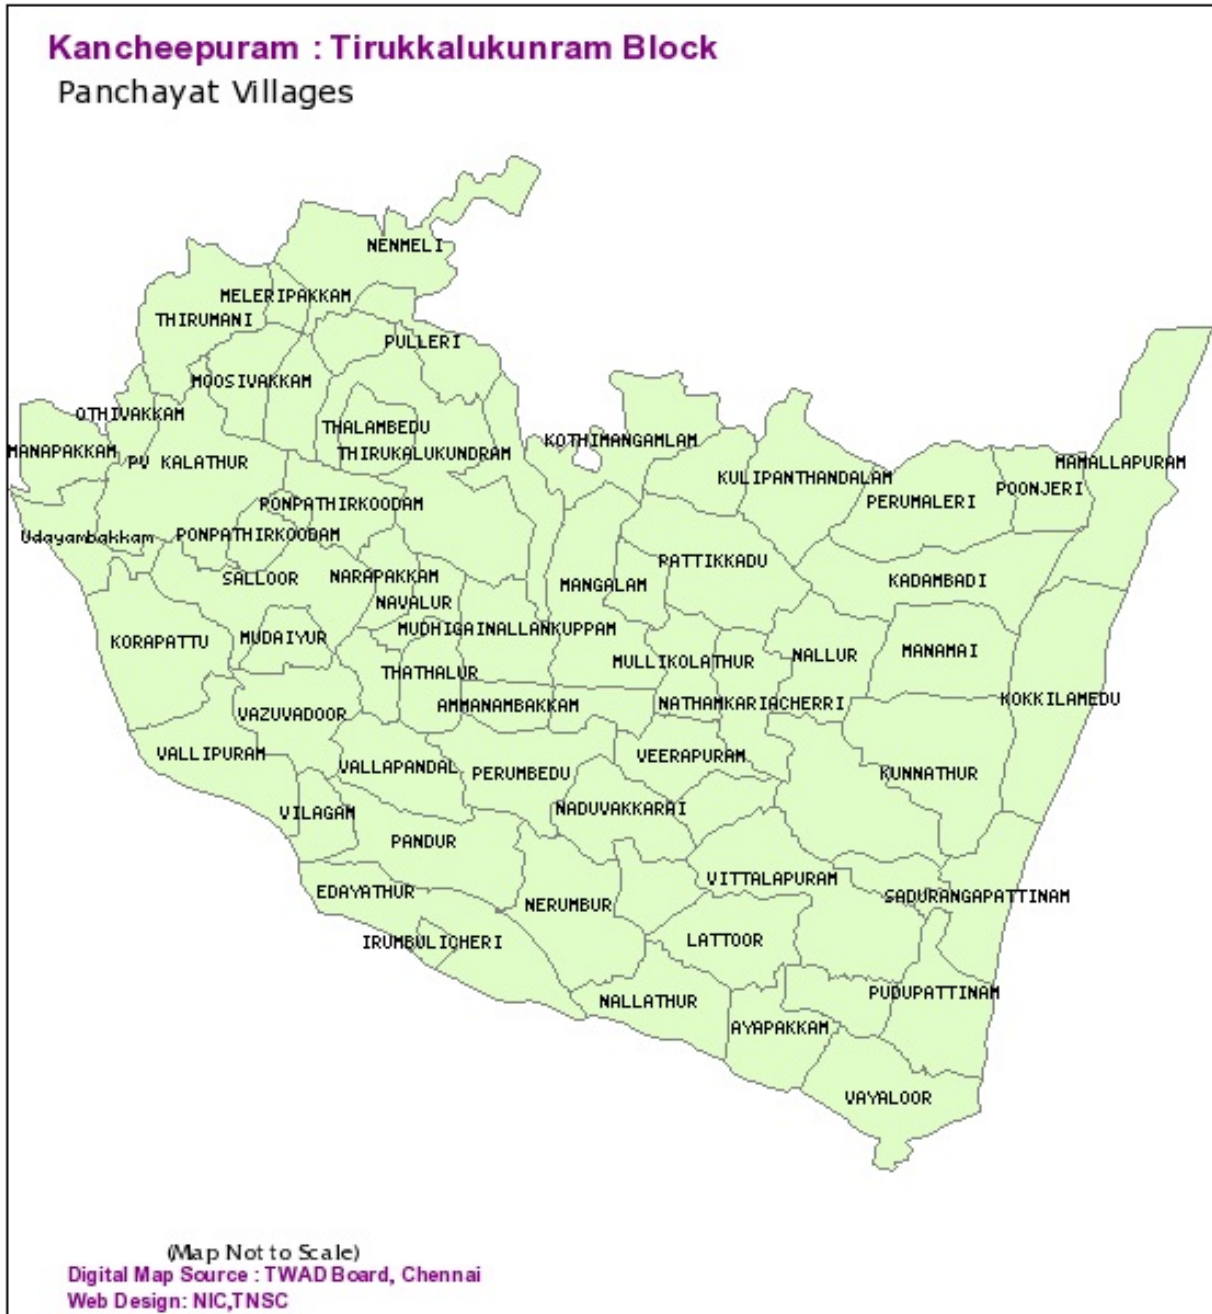 Kancheepuram : Tirukkalukunram Block
Panchayat Villages
NENMELI
MELERIPAKKAM
THIRUMANI
PULLERI
MOOSIVAKKAM
OTHIVAKKAM
THALAMBEDU
KOTHIMANGAMLAM
MANAPAKKAM
THIRUKALUKUNDRAM
PV KALATHUR
MAMALLAPURAM
KULIPANTHANDALAM
POONJERI
PERUMALERI
PONPATHIRKOODAM
Udayambakkam
PONPATHIRKOODAM
PATTIKKADU
SALLOOR
NARAPAKKAM
MANGALAM
KADAMBADI
NAVALUR
MUDHIGAINALLANKUPPAM
KORAPATTU
MUDAIYUR
MULLIKOLATHUR
NALLUR
MANAMAI
THATHALUR
KOKKILAMEDU
AMMANAMBAKKAM
NATHAMKARIACHERRI
VAZUVADOOR
VALLIPURAM
VEERAPURAM
VALLAPANDAL
PERUMBEDU
KUNNATHUR
VILAGAM
NADUVAKKARAI
PANDUR
VITTALAPURAM
EDAYATHUR
SADURANGAPATTINAM
NERUMBUR
IRUMBULICHERI
LATTOOR
PUDUPATTINAM
NALLATHUR
AYAPAKKAM
VAYALOOR
(Map Not to Scale)
Digital Map Source : TWAD Board, Chennai
Web Design: NIC,TNSC